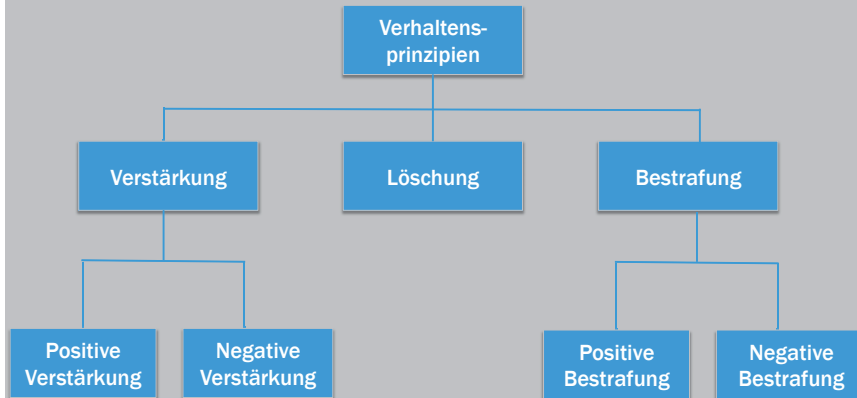 Verhaltens-
prinzipien
Verstärkung
Löschung
Bestrafung
Positive
Verstärkung
Negative
Verstärkung
Positive
Bestrafung
Negative
Bestrafung